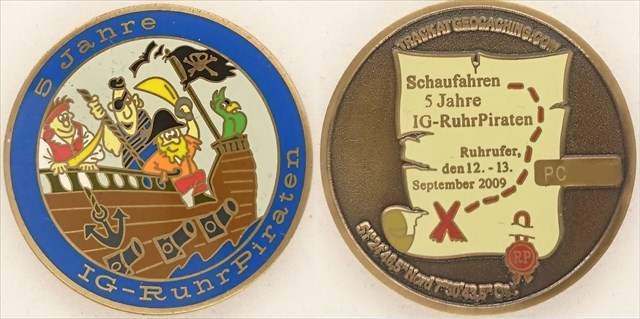 5 Jahre
IG-RuhrPiraten
TRACK AT GEOCACHING.COM
Schaufahren
5 Jahre
IG-RuhrPiraten
Ruhrufer,
den 12. - 13.
September 2009
PC
RP
Nord